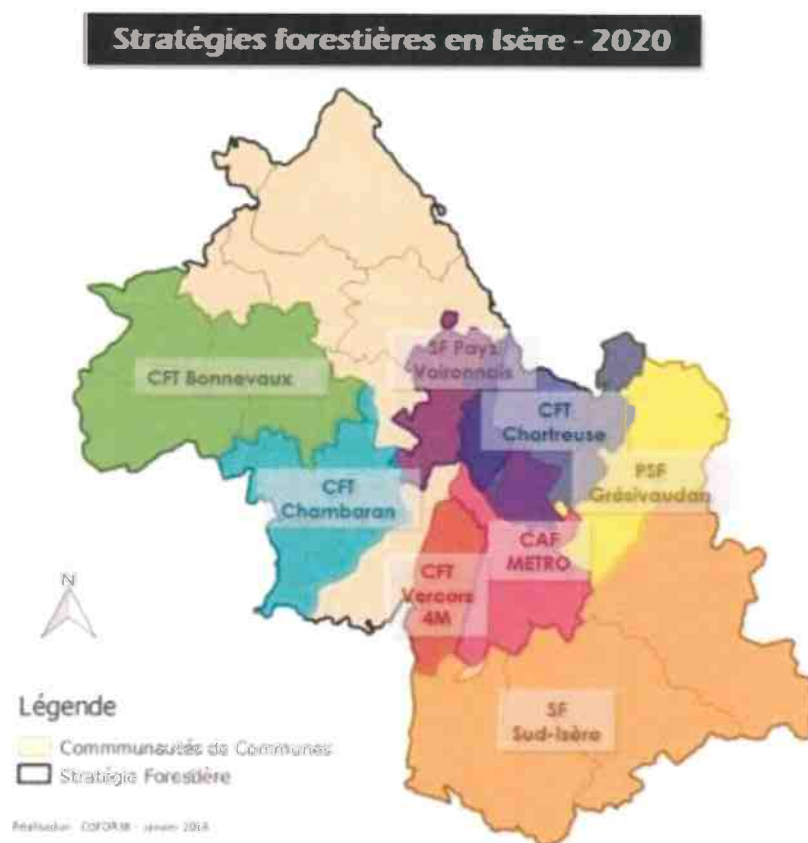 Stratégies forestières en Isère - 2020
SF Pays
Voironnais
CFT Bonnevaux
CFT
Chartreuse
PSF
Grésivaudan
CFT
Chambaran
CAF
METRO
CFT
Vercors
4M
N
SF
Sud-Isère
Légende
Commmunautés de Communes
Stratégie Forestière